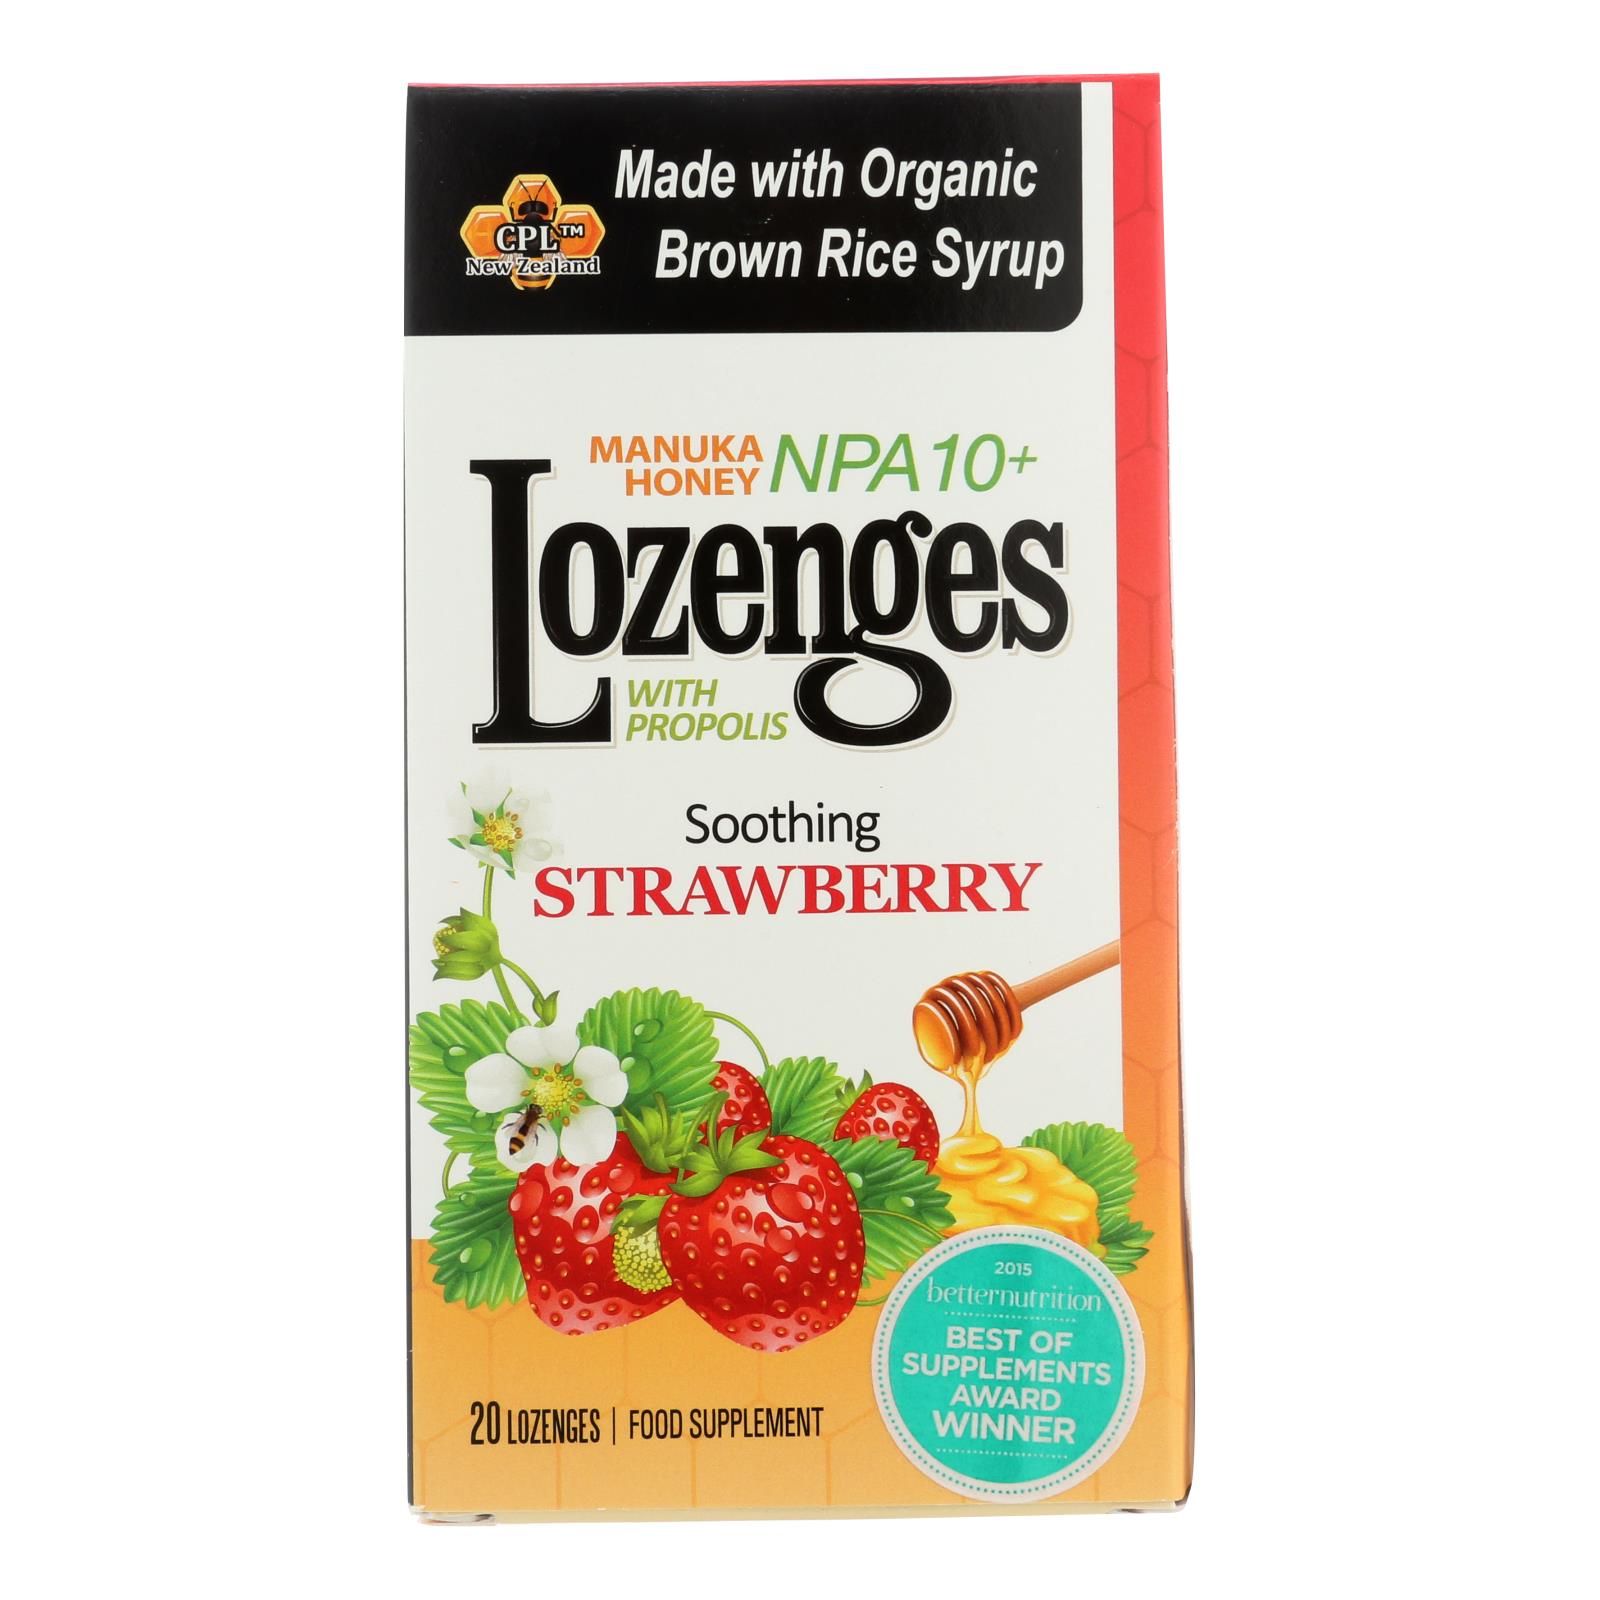 CPL™
New Zealand
Made with Organic
Brown Rice Syrup
MANUKA
HONEY
NPA 10+
Lozenges
WITH
PROPOLIS
Soothing
STRAWBERRY
2015
betternutrition
BEST OF
SUPPLEMENTS
AWARD
WINNER
20 LOZENGES | FOOD SUPPLEMENT